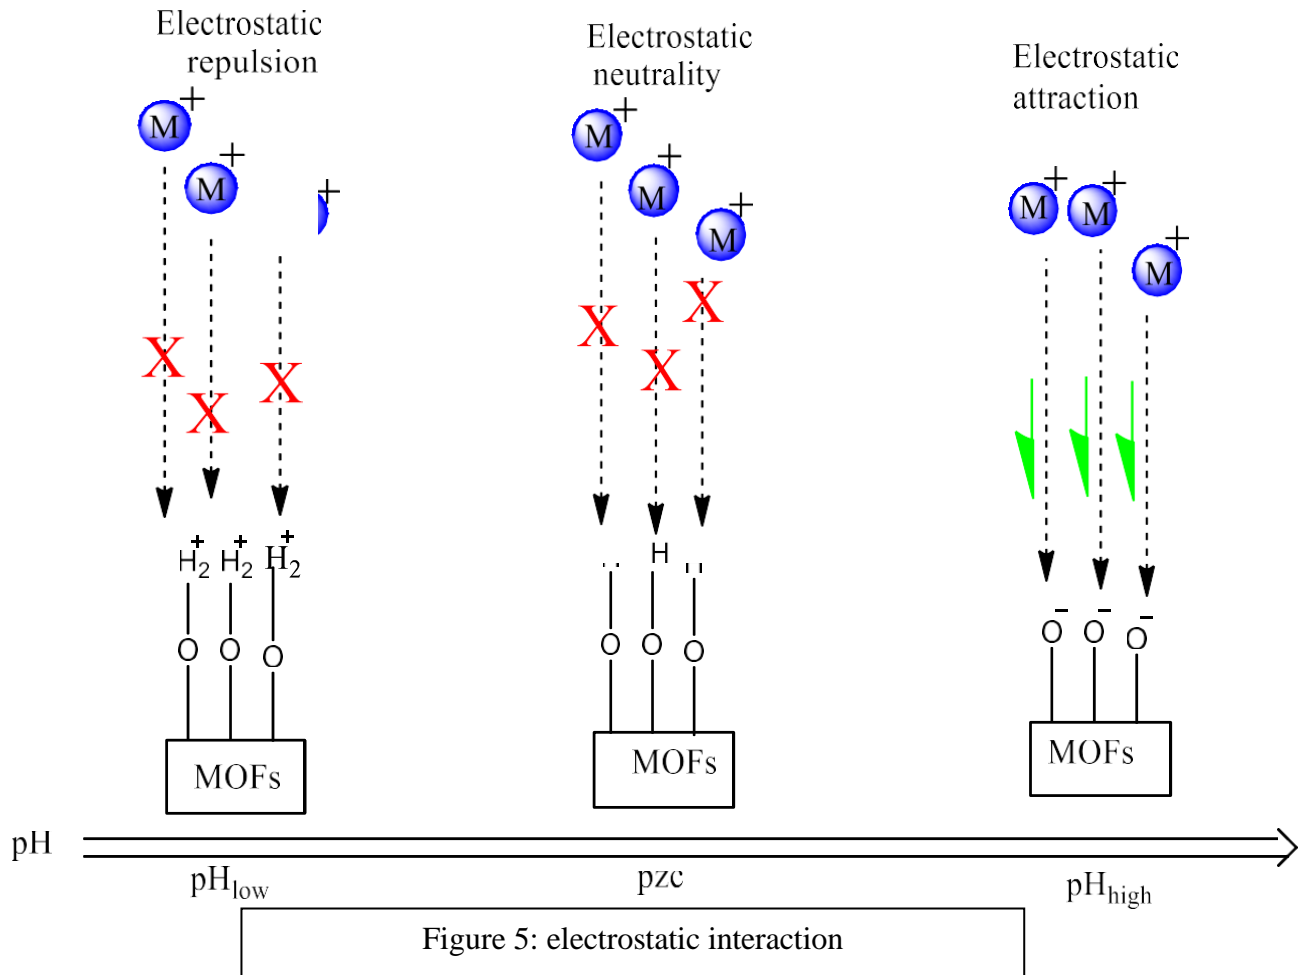 Electrostatic
repulsion
M+
M+
+
H2+ H2+ H2+
O O O
MOFs
Electrostatic
neutrality
M+
M+
M+
X
X
X
H
O O O
MOFs
Electrostatic
attraction
M+ M+
M+
X
X
X
O- O- O-
MOFs
pH
pHlow
pzc
pHhigh
Figure 5: electrostatic interaction